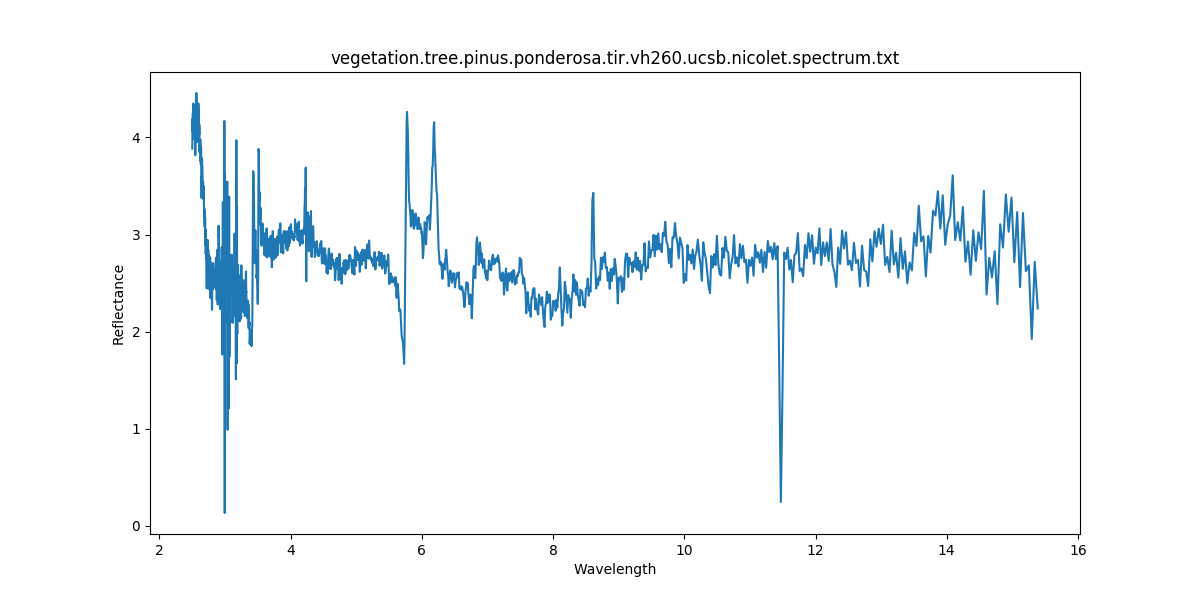 vegetation.tree.pinus.ponderosa.tir.vh260.ucsb.nicolet.spectrum.txt
4
3
2
1
0
Reflectance
2 4 6 8 10 12 14 16
Wavelength